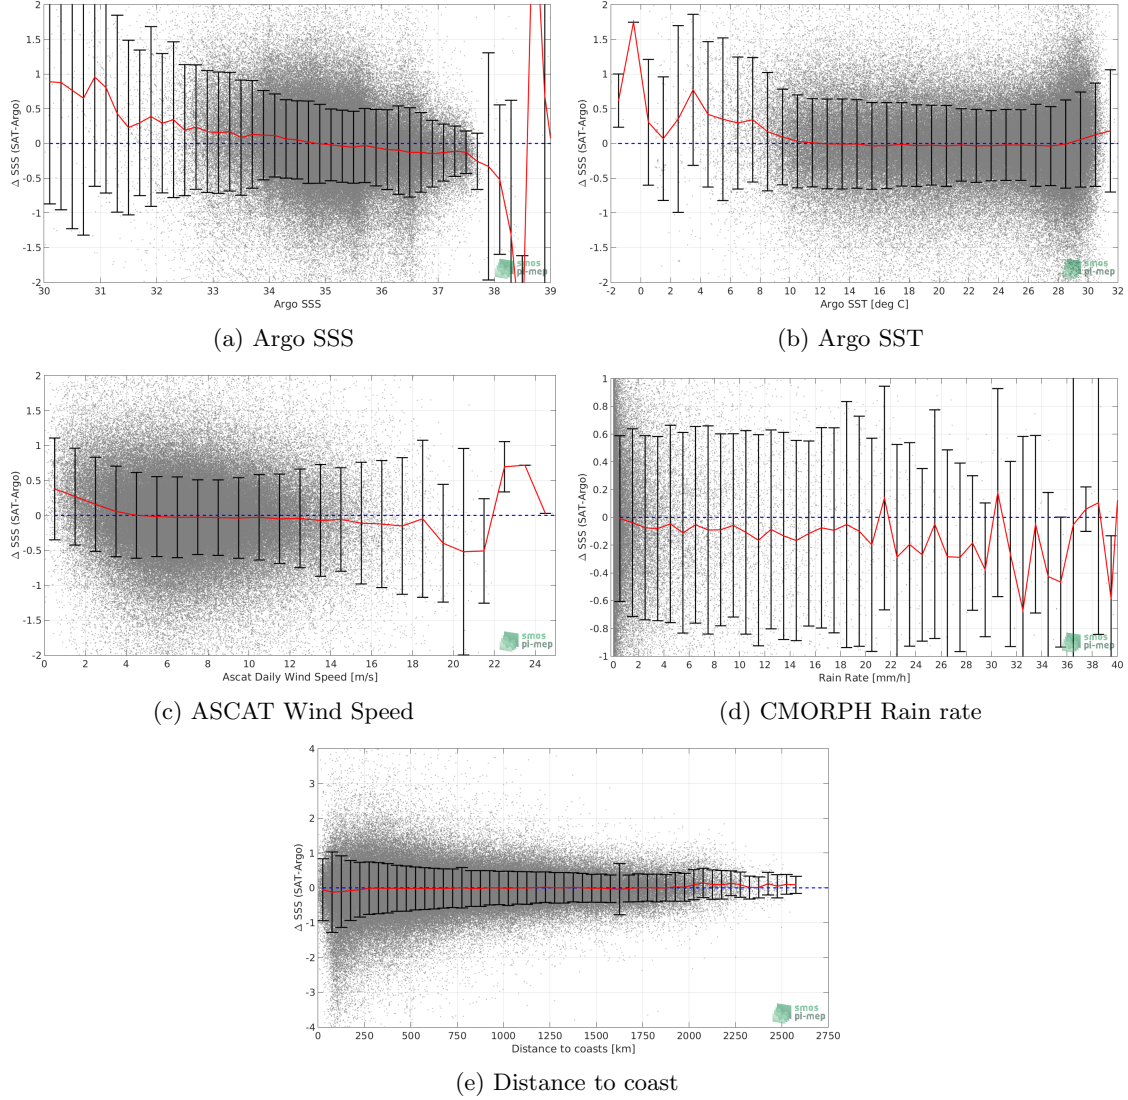 2
1.5
1
0.5
0
-0.5
-1
-1.5
-2
Δ SSS (SAT-Argo)
30 31 32 33 34 35 36 37 38 39
Argo SSS
smos
pi-mep
(a) Argo SSS
2
1.5
1
0.5
0
-0.5
-1
-1.5
-2
Δ SSS (SAT-Argo)
-2 0 2 4 6 8 10 12 14 16 18 20 22 24 26 28 30 32
Argo SST [deg C]
smos
pi-mep
(b) Argo SST
2
1.5
1
0.5
0
-0.5
-1
-1.5
-2
Δ SSS (SAT-Argo)
0 2 4 6 8 10 12 14 16 18 20 22 24
Ascat Daily Wind Speed [m/s]
smos
pi-mep
(c) ASCAT Wind Speed
1
0.8
0.6
0.4
0.2
0
-0.2
-0.4
-0.6
-0.8
-1
Δ SSS (SAT-Argo)
0 2 4 6 8 10 12 14 16 18 20 22 24 26 28 30 32 34 36 38 40
Rain Rate [mm/h]
smos
pi-mep
(d) CMORPH Rain rate
4
3
2
1
0
-1
-2
-3
-4
Δ SSS (SAT-Argo)
0 250 500 750 1000 1250 1500 1750 2000 2250 2500 2750
Distance to coasts [km]
smos
pi-mep
(e) Distance to coast